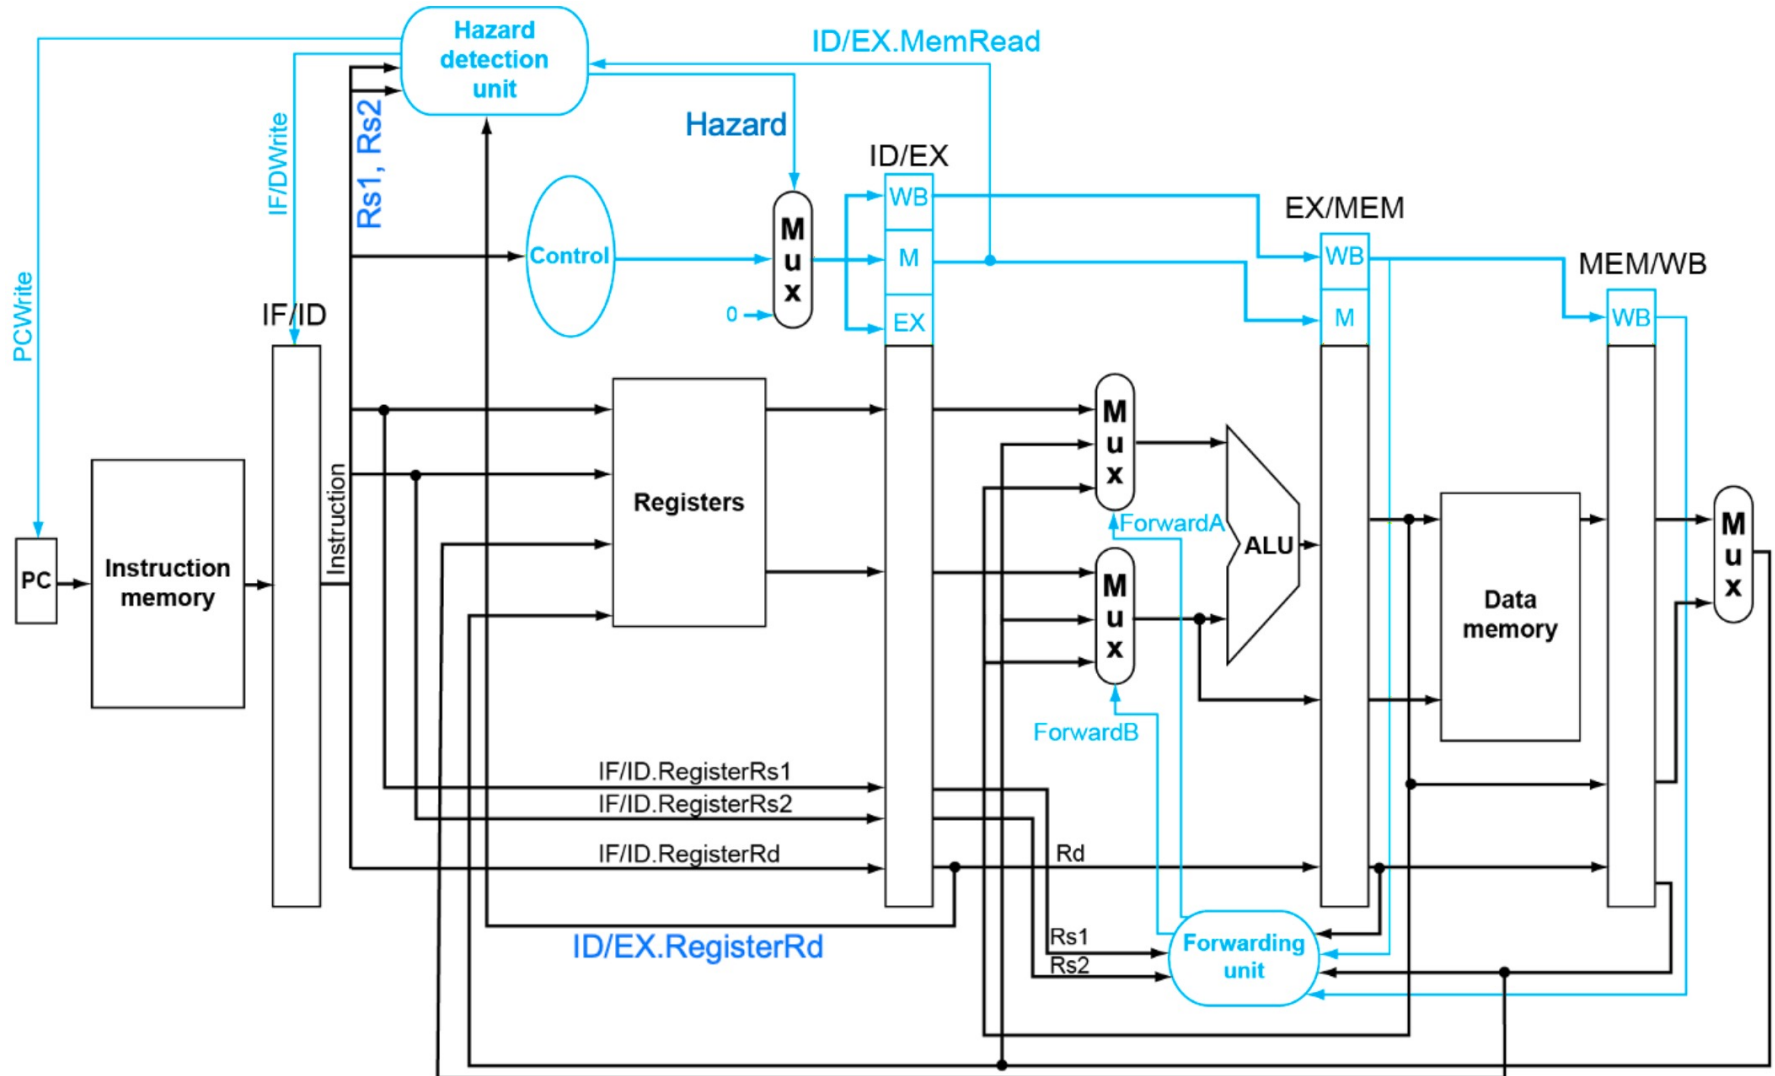 Hazard
detection
unit
ID/EX.MemRead
PCWrite
IF/DWrite
Rs1, Rs2
Hazard
ID/EX
WB
M
EX
Control
0
M
u
x
EX/MEM
WB
M
MEM/WB
WB
IF/ID
PC
Instruction
memory
Instruction
Registers
M
u
x
ForwardA
M
u
x
ForwardB
ALU
Data
memory
M
u
x
IF/ID.RegisterRs1
IF/ID.RegisterRs2
IF/ID.RegisterRd
Rd
ID/EX.RegisterRd
Rs1
Rs2
Forwarding
unit